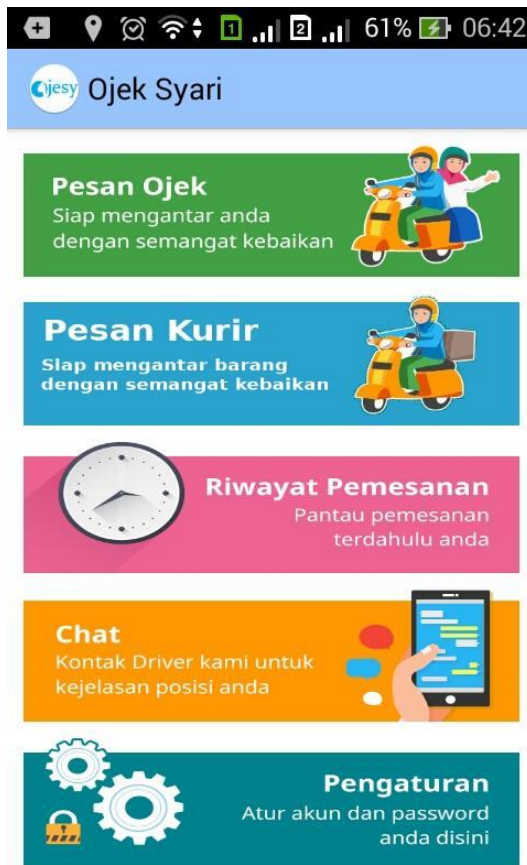 1 2 61% 06:42
Ojesy Ojek Syari
Pesan Ojek
Siap mengantar anda
dengan semangat kebaikan
Pesan Kurir
Siap mengantar barang
dengan semangat kebaikan
Riwayat Pemesanan
Pantau pemesanan
terdahulu anda
Chat
Kontak Driver kami untuk
kejelasan posisi anda
Pengaturan
Atur akun dan password
anda disini